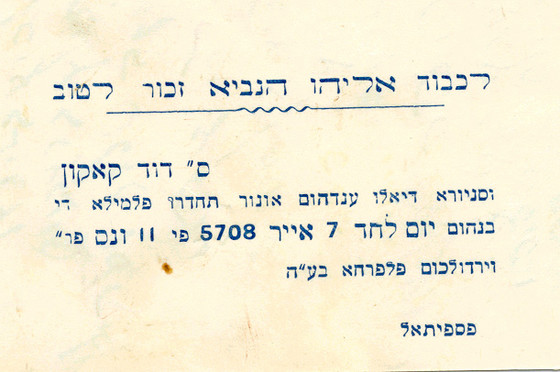 לכבוד אליהו הנביא זכור לטוב
ס״ דוד קאקון
וסניורא דיאלו ענדהום אונור תחדרו פלמילא די
בנהום יום לחד 7 אייר 5708 פי 11 ונס פר״
וירדולכום פלפרחא בע״ה
פספיתאל